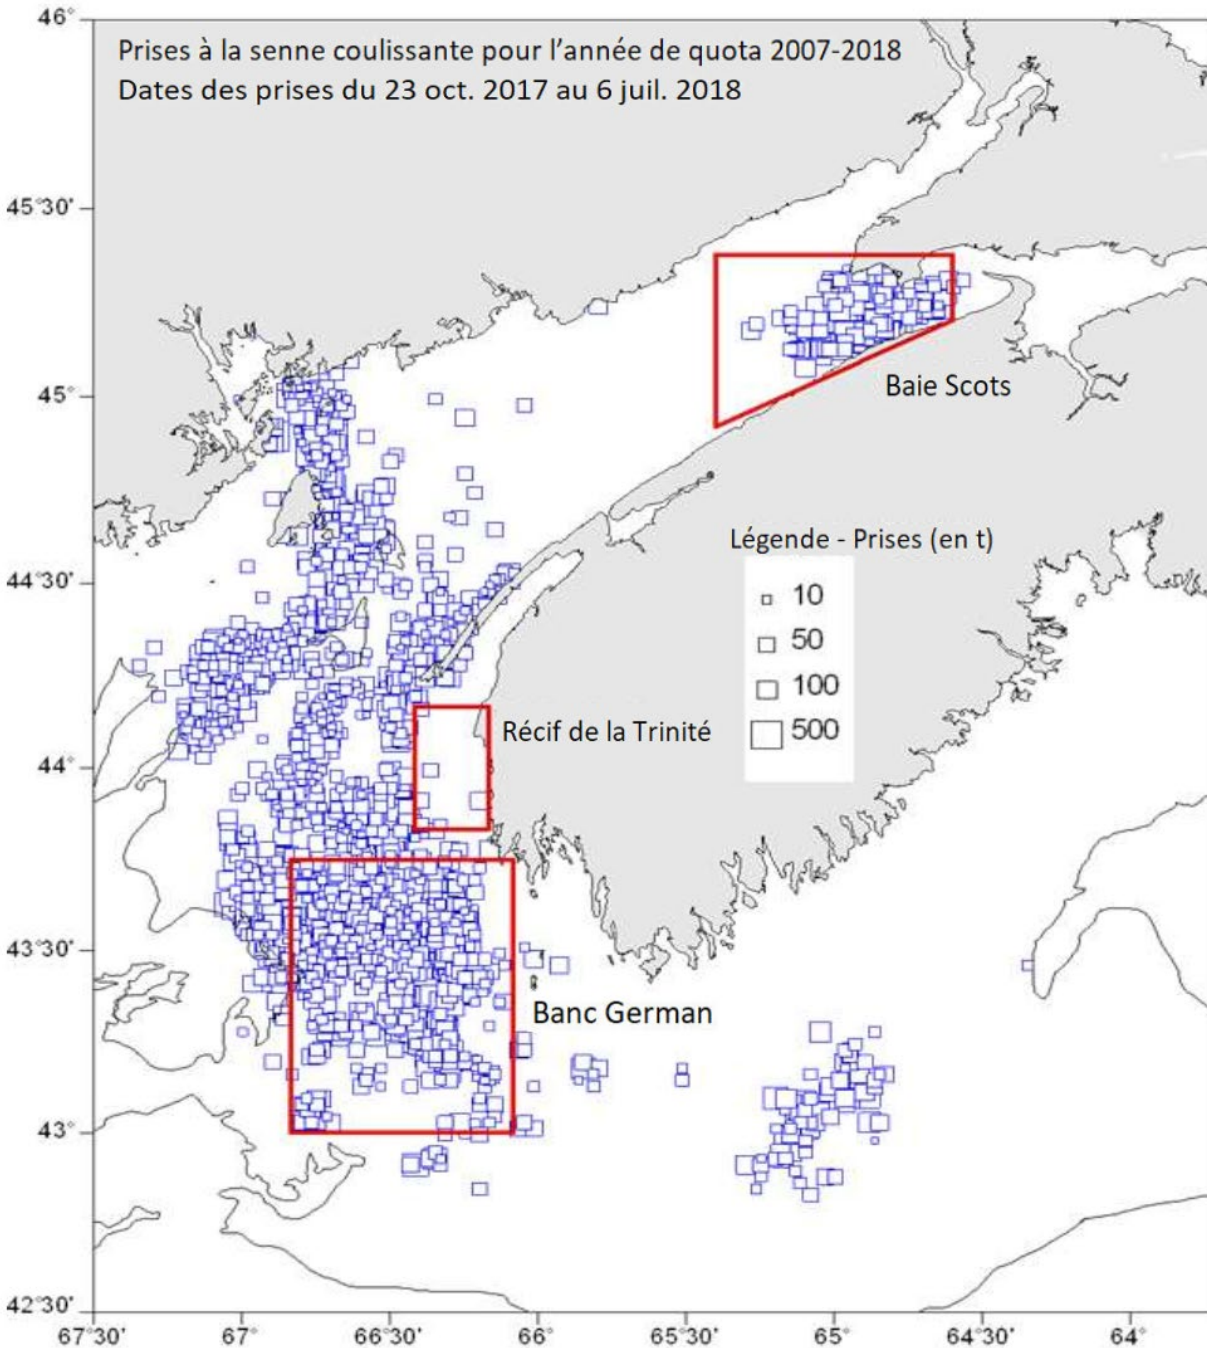 46°
Prises à la senne coulissante pour l'année de quota 2007-2018
Dates des prises du 23 oct. 2017 au 6 juil. 2018
45°30'
45°
Baie Scots
Légende - Prises (en t)
10
50
100
500
44°30'
Récif de la Trinité
44°
43°30'
Banc German
43°
42°30'
67°30' 67° 66°30' 66° 65°30' 65° 64°30' 64°